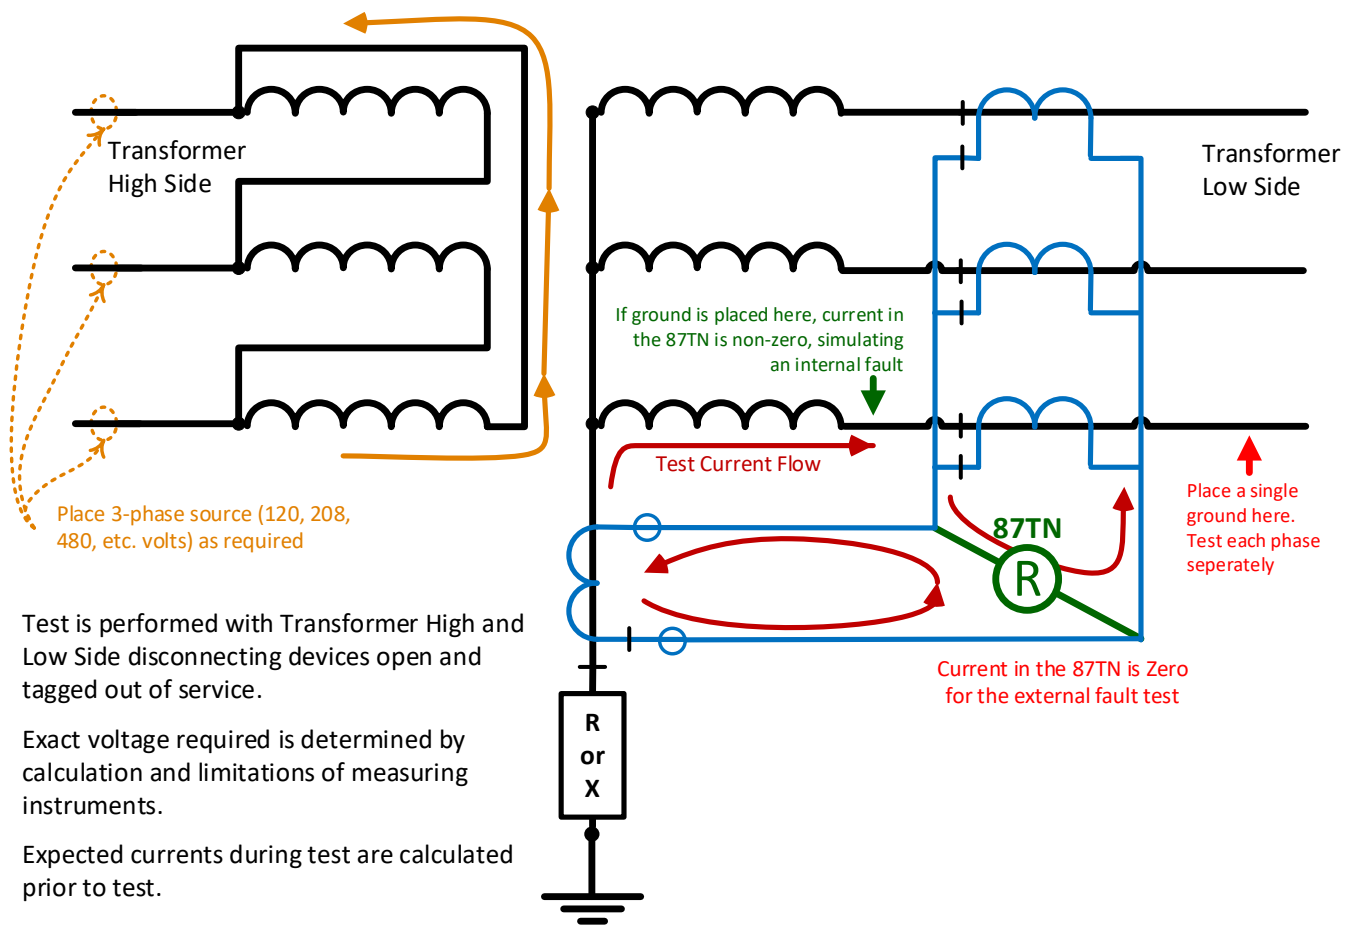 Transformer
High Side
Transformer
Low Side
If ground is placed here, current in
the 87TN is non-zero, simulating
an internal fault
Test Current Flow
Place a single
ground here.
Test each phase
seperately
Place 3-phase source (120, 208,
480, etc. volts) as required
87TN
R
Test is performed with Transformer High and
Low Side disconnecting devices open and
tagged out of service.
Current in the 87TN is Zero
for the external fault test
R
or
X
Exact voltage required is determined by
calculation and limitations of measuring
instruments.
Expected currents during test are calculated
prior to test.